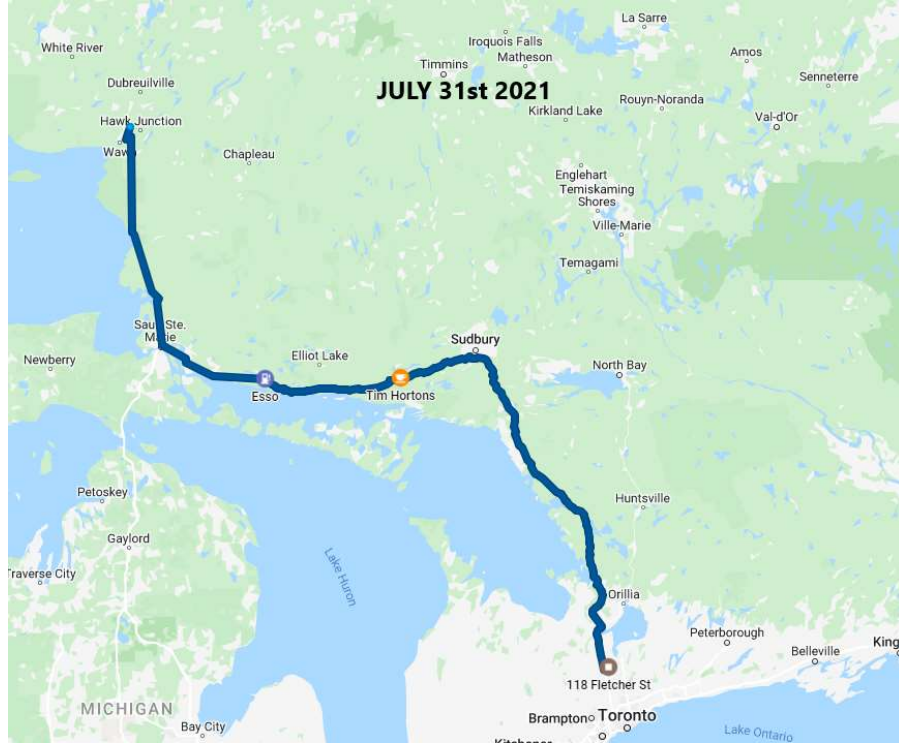 La Sarre
Iroquois Falls
White River
Matheson
Amos
Timmins
Senneterre
Dubreuilville
JULY 31st 2021
Rouyn-Noranda
Kirkland Lake
Val-d'Or
Hawk Junction
Wawa
Chapleau
Englehart
Temiskaming
Shores
Ville-Marie
Temagami
Sault Ste.
Marie
Sudbury
Newberry
Elliot Lake
North Bay
Esso
Tim Hortons
Petoskey
Huntsville
Gaylord
Lake Huron
Traverse City
Orillia
Peterborough
Belleville
King
118 Fletcher St
MICHIGAN
Brampton
Toronto
Bay City
Lake Ontario